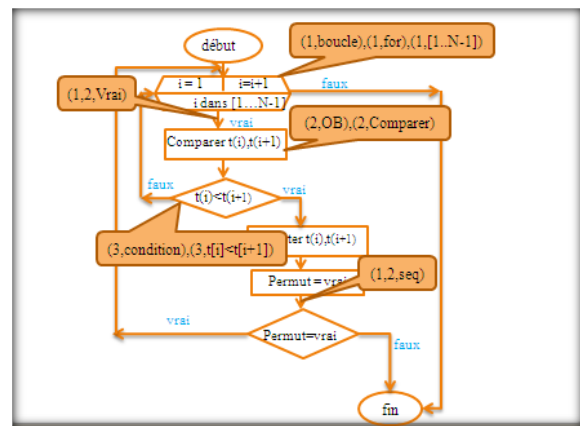 début
(1,boucle),(1,for),(1,[1..N-1])
i = 1
i=i+1
faux
(1,2,Vrai)
i dans [1...N-1]
vrai
(2,OB),(2,Comparer)
Comparer t(i),t(i+1)
faux
vrai
t(i)<t(i+1)
t(i),t(i+1)
(3,condition),(3,t[i]<t[i+1])
(1,2,seq)
Permut = vrai
vrai
Permut=vrai
faux
fin